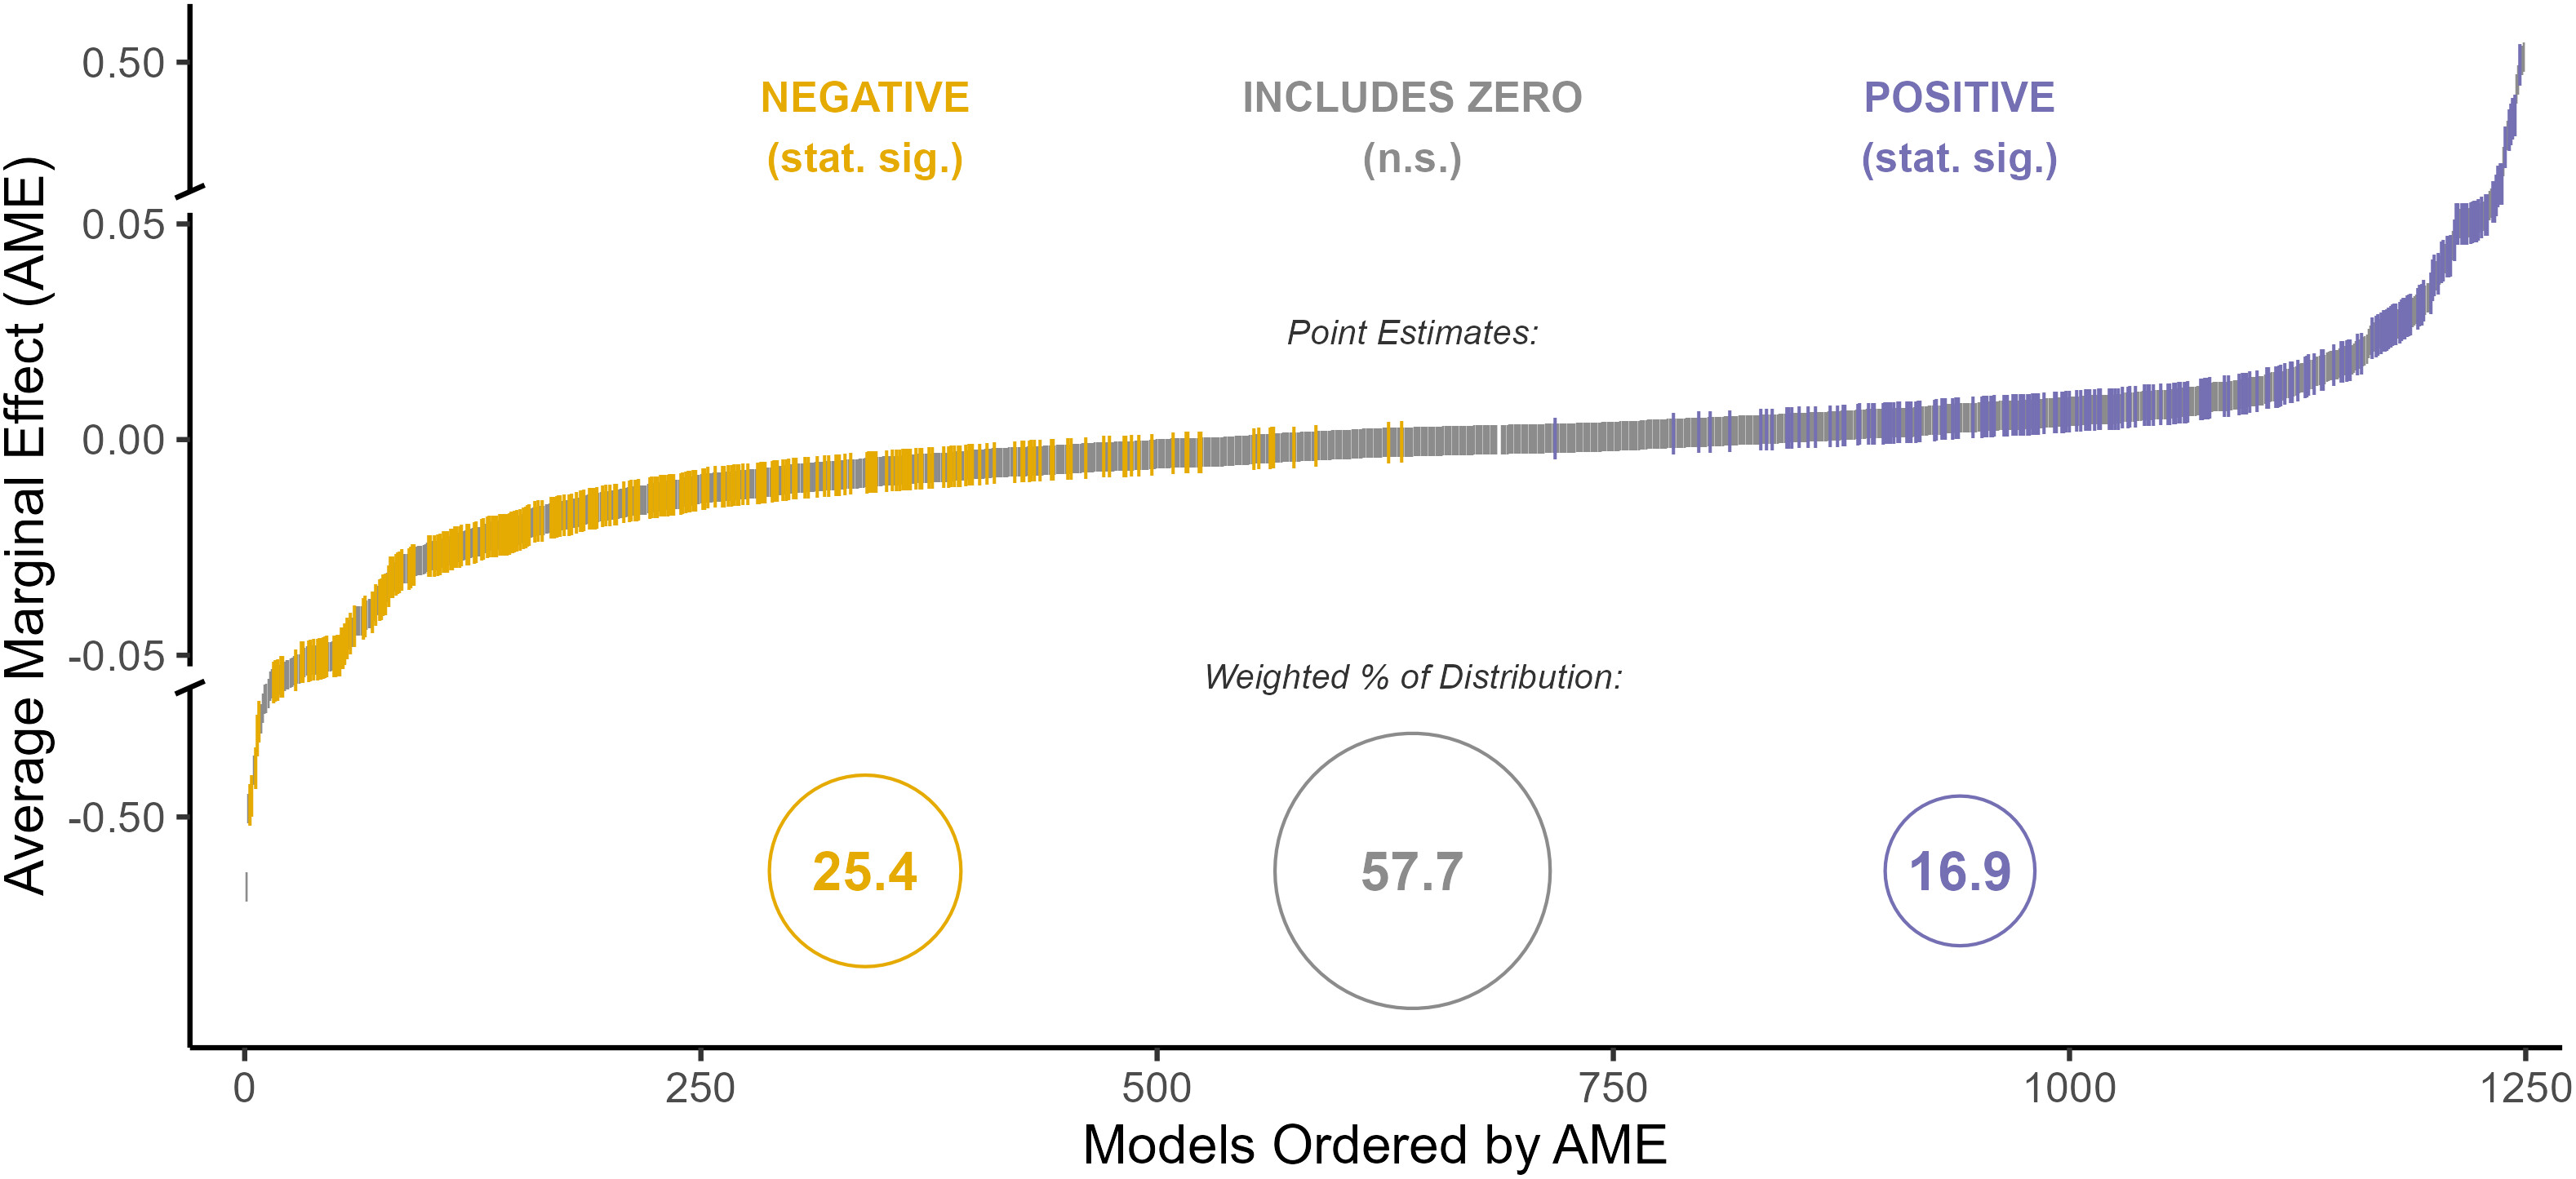 Average Marginal Effect (AME)
0.50
0.05
0.00
-0.05
-0.50
NEGATIVE
(stat. sig.)
INCLUDES ZERO
(n.s.)
POSITIVE
(stat. sig.)
Point Estimates:
Weighted % of Distribution:
25.4
57.7
16.9
0 250 500 750 1000 1250
Models Ordered by AME